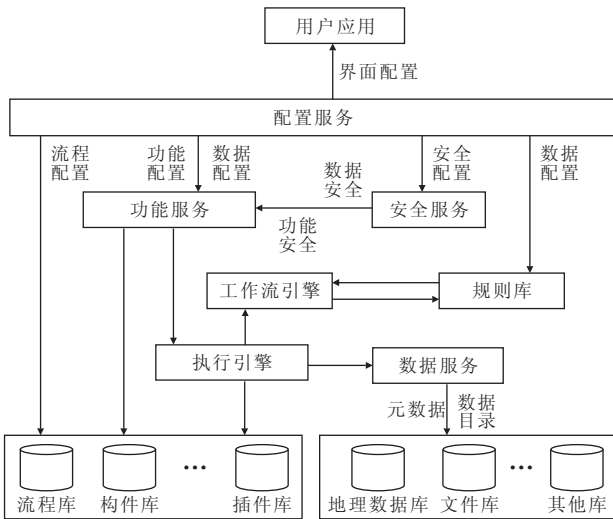 用户应用
界面配置
配置服务
流程
配置
功能
配置
数据
配置
安全
配置
数据
配置
数据
安全
功能服务
安全服务
功能
安全
工作流引擎
规则库
执行引擎
数据服务
元数据
数据
目录
流程库
构件库
···
插件库
地理数据库
文件库
···
其他库